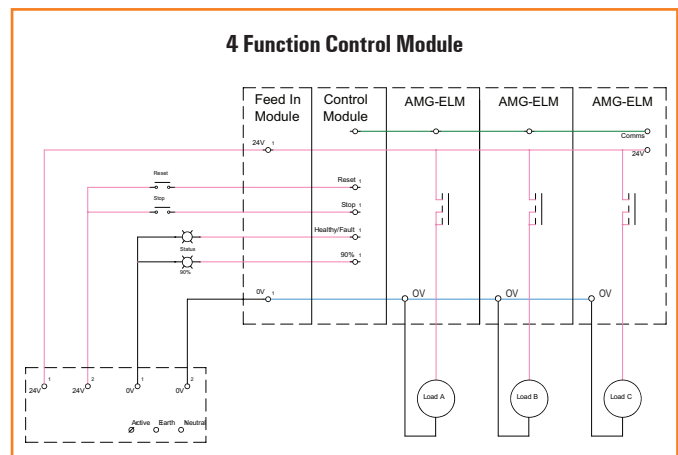 4 Function Control Module
Feed In Module
Control Module
AMG-ELM
AMG-ELM
AMG-ELM
Comms
24V 1
24V
Reset
Reset 1
Stop
Stop 1
Healthy/Fault 1
Status
90% 1
90%
0V 1
OV
OV
OV
Load A
Load B
Load C
24V 1
24V 2
0V 1
0V 2
Active
Earth
Neutral